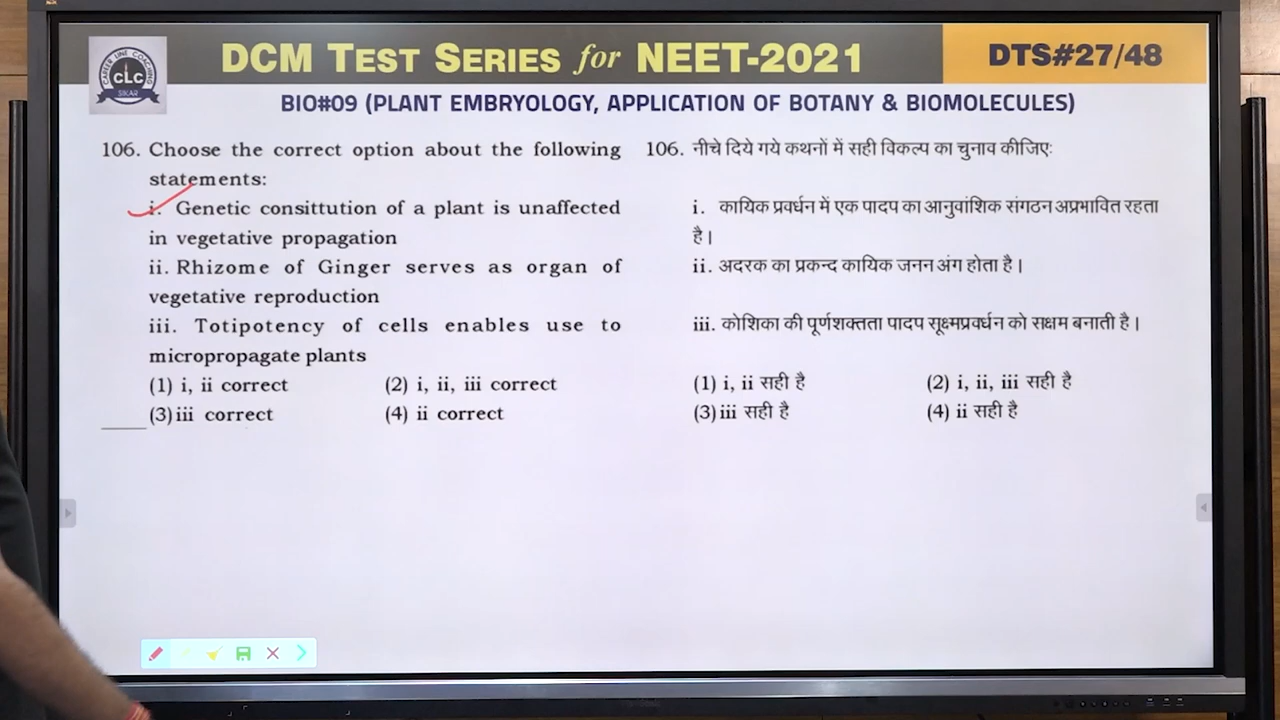 CAREER LINE COACHING
CLC
SIKAR
DCM TEST SERIES for NEET-2021
DTS#27/48
BIO#09 (PLANT EMBRYOLOGY, APPLICATION OF BOTANY & BIOMOLECULES)
106. Choose the correct option about the following
statements:
i. Genetic consittution of a plant is unaffected
in vegetative propagation
ii. Rhizome of Ginger serves as organ of
vegetative reproduction
iii. Totipotency of cells enables use to
micropropagate plants
(1) i, ii correct (2) i, ii, iii correct
(3) iii correct (4) ii correct
106. नीचे दिये गये कथनों में सही विकल्प का चुनाव कीजिए:
i. कायिक प्रवर्धन में एक पादप का आनुवांशिक संगठन अप्रभावित रहता
है।
ii. अदरक का प्रकन्द कायिक जनन अंग होता है।
iii. कोशिका की पूर्णशक्तता पादप सूक्ष्मप्रवर्धन को सक्षम बनाती है।
(1) i, ii सही है (2) i, ii, iii सही है
(3) iii सही है (4) ii सही है